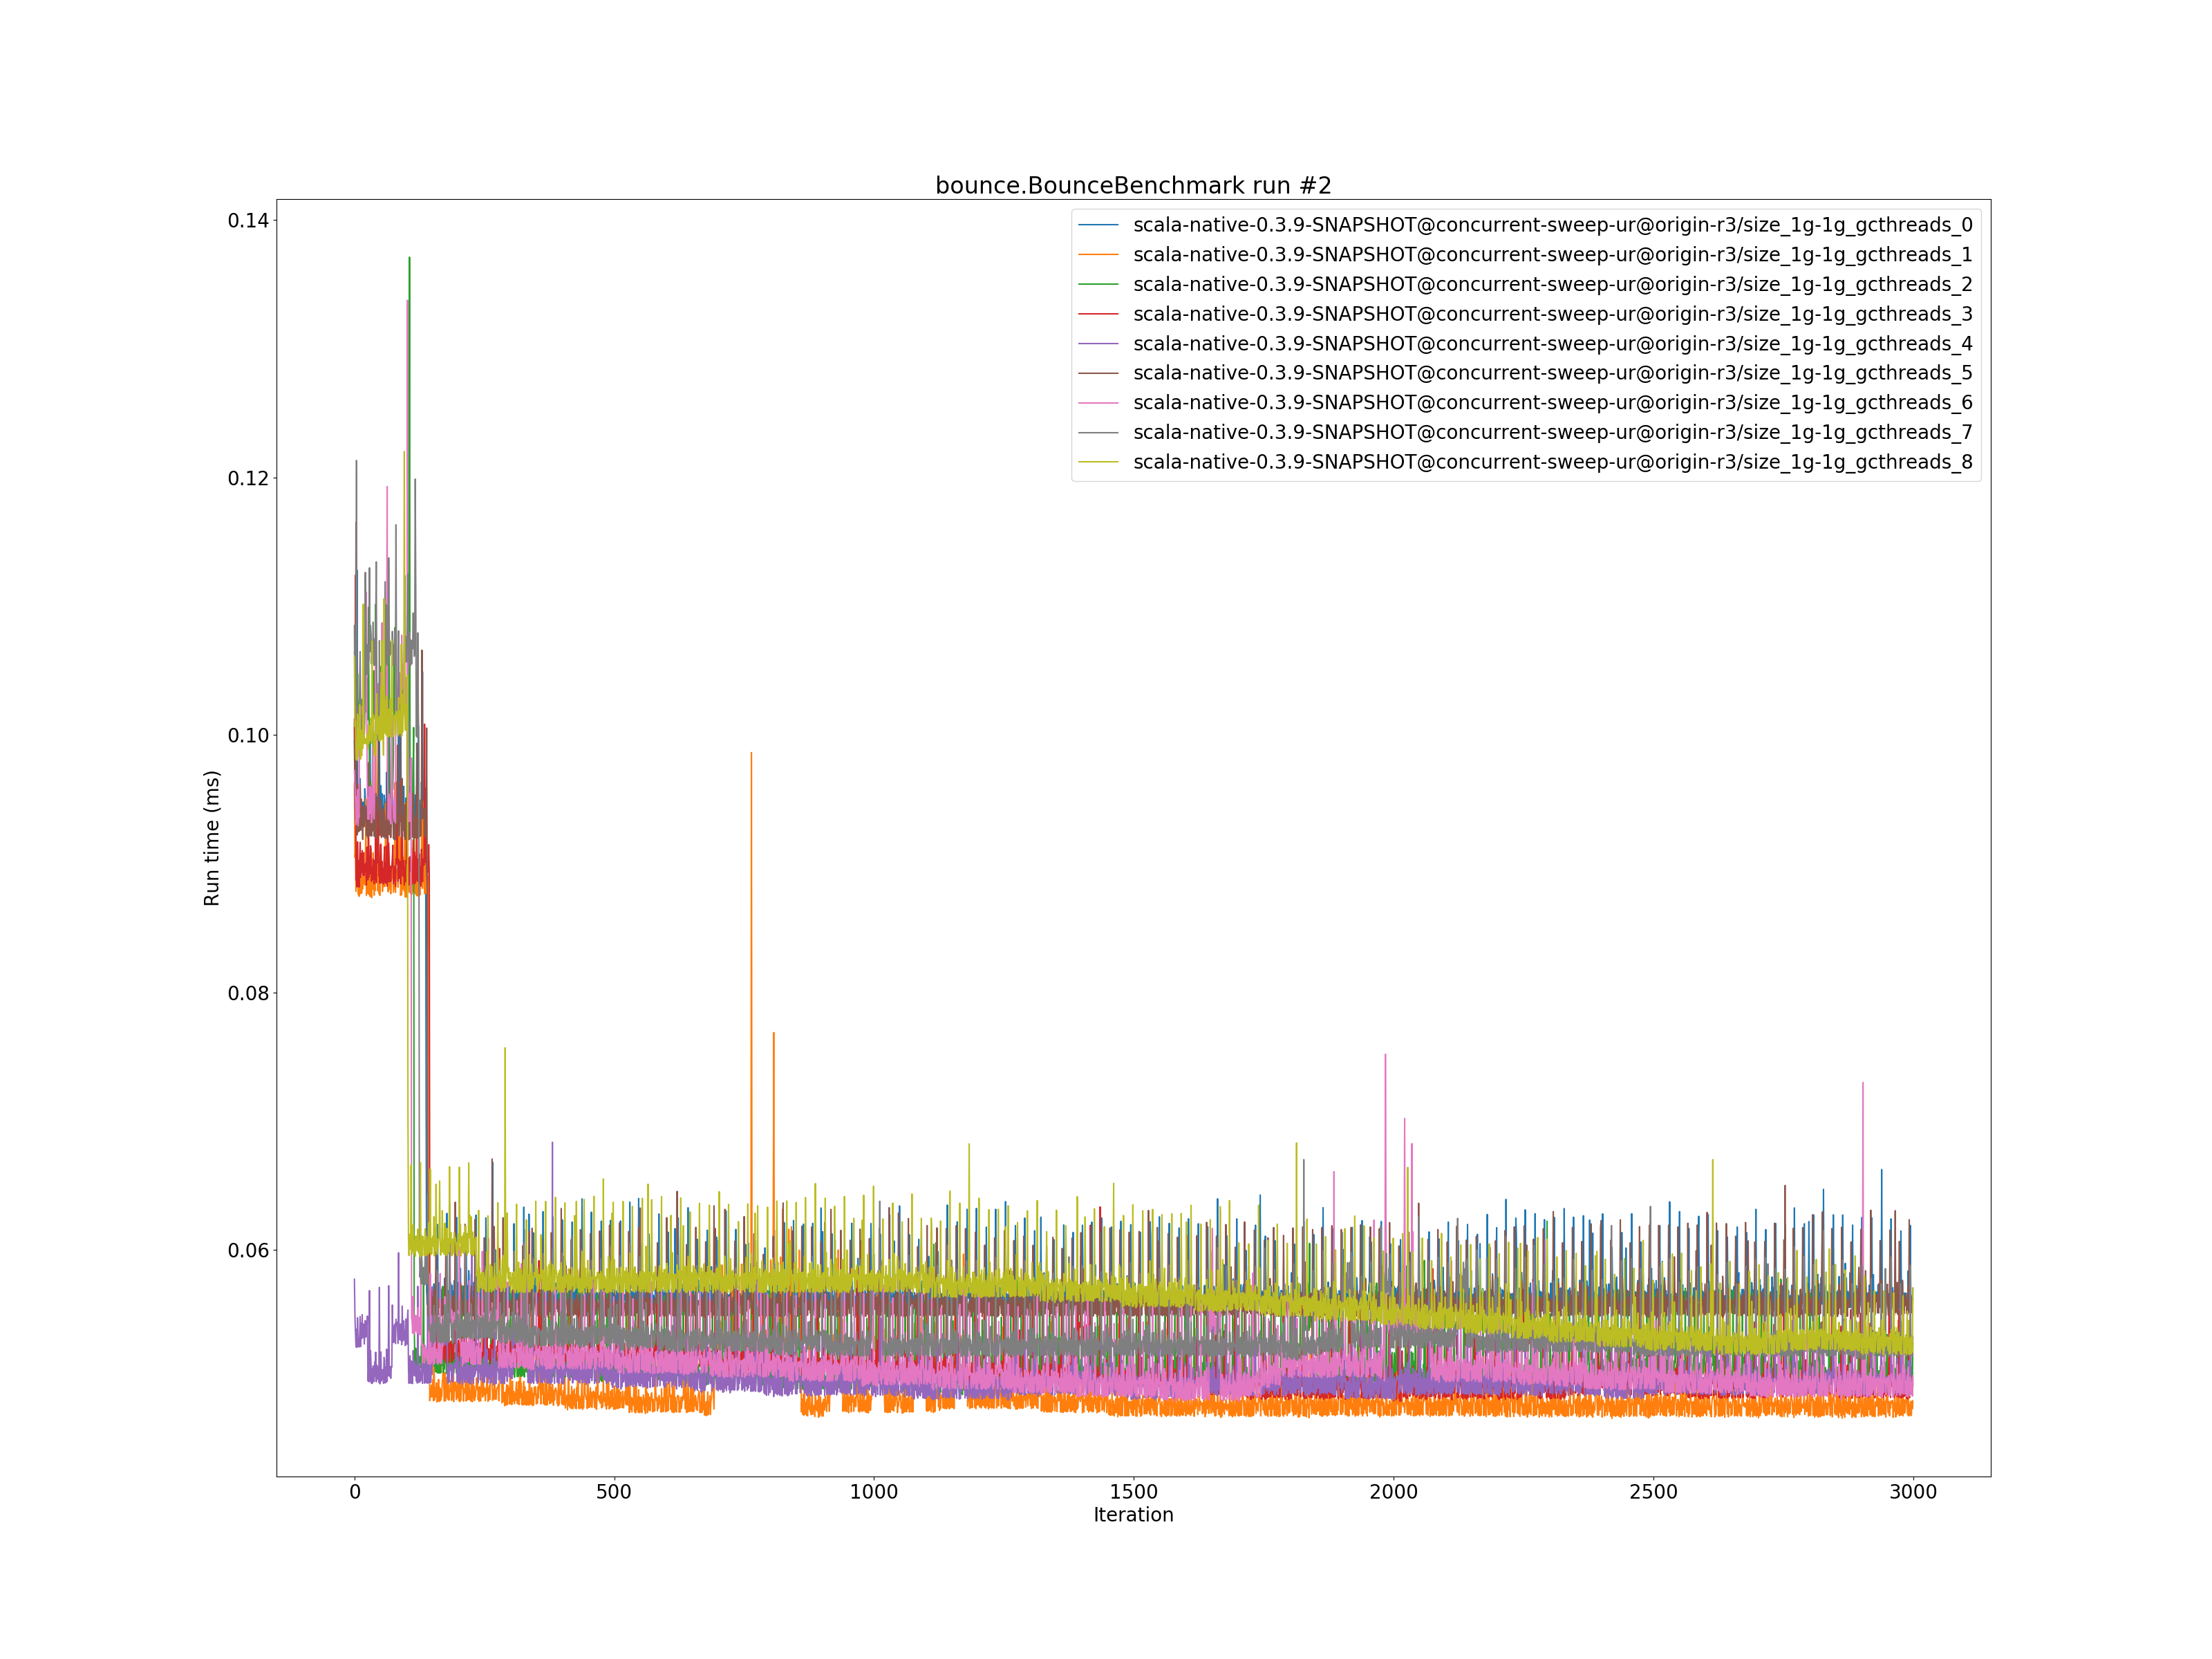 bounce.BounceBenchmark run #2
scala-native-0.3.9-SNAPSHOT@concurrent-sweep-ur@origin-r3/size_1g-1g_gcthreads_0
scala-native-0.3.9-SNAPSHOT@concurrent-sweep-ur@origin-r3/size_1g-1g_gcthreads_1
scala-native-0.3.9-SNAPSHOT@concurrent-sweep-ur@origin-r3/size_1g-1g_gcthreads_2
scala-native-0.3.9-SNAPSHOT@concurrent-sweep-ur@origin-r3/size_1g-1g_gcthreads_3
scala-native-0.3.9-SNAPSHOT@concurrent-sweep-ur@origin-r3/size_1g-1g_gcthreads_4
scala-native-0.3.9-SNAPSHOT@concurrent-sweep-ur@origin-r3/size_1g-1g_gcthreads_5
scala-native-0.3.9-SNAPSHOT@concurrent-sweep-ur@origin-r3/size_1g-1g_gcthreads_6
scala-native-0.3.9-SNAPSHOT@concurrent-sweep-ur@origin-r3/size_1g-1g_gcthreads_7
scala-native-0.3.9-SNAPSHOT@concurrent-sweep-ur@origin-r3/size_1g-1g_gcthreads_8
0.14
0.12
0.10
0.08
0.06
Run time (ms)
0 500 1000 1500 2000 2500 3000
Iteration